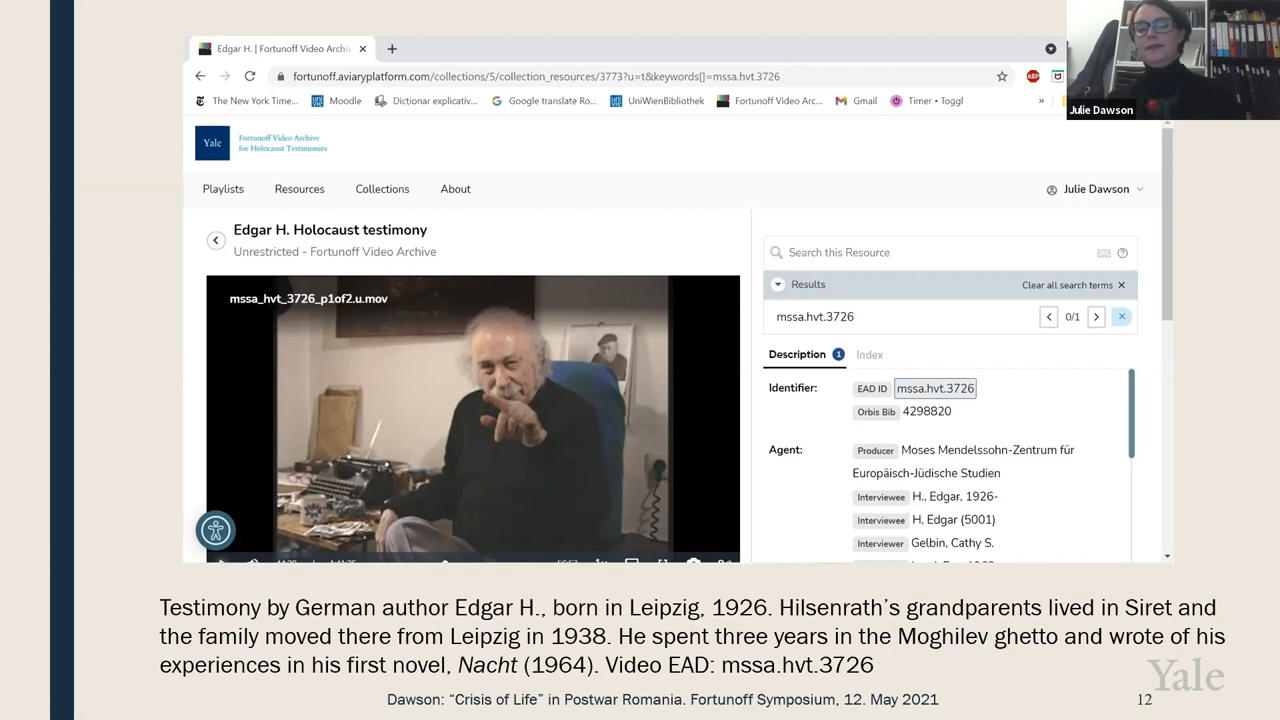 Edgar H. | Fortunoff Video Archiv
fortunoff.aviaryplatform.com/collections/5/collection_resources/3773?u=t&keywords[]=mssa.hvt.3726
ABP
The New York Time... Moodle Dicționar explicativ... Google translate Ro... UniWienBibliothek Fortunoff Video Arc... Gmail Timer • Toggl »
Julie Dawson
Yale
Fortunoff Video Archive
for Holocaust Testimonies
Playlists Resources Collections About Julie Dawson
Edgar H. Holocaust testimony
Unrestricted - Fortunoff Video Archive
mssa_hvt_3726_p1of2.u.mov
Search this Resource
Results Clear all search terms
mssa.hvt.3726 0/1
Description 1 Index
Identifier: EAD ID mssa.hvt.3726
Orbis Bib 4298820
Agent: Producer Moses Mendelssohn-Zentrum für
Europäisch-Jüdische Studien
Interviewee H., Edgar, 1926-
Interviewee H, Edgar (5001)
Interviewer Gelbin, Cathy S.
Testimony by German author Edgar H., born in Leipzig, 1926. Hilsenrath’s grandparents lived in Siret and
the family moved there from Leipzig in 1938. He spent three years in the Moghilev ghetto and wrote of his
experiences in his first novel, Nacht (1964). Video EAD: mssa.hvt.3726
Yale
Dawson: “Crisis of Life” in Postwar Romania. Fortunoff Symposium, 12. May 2021
12